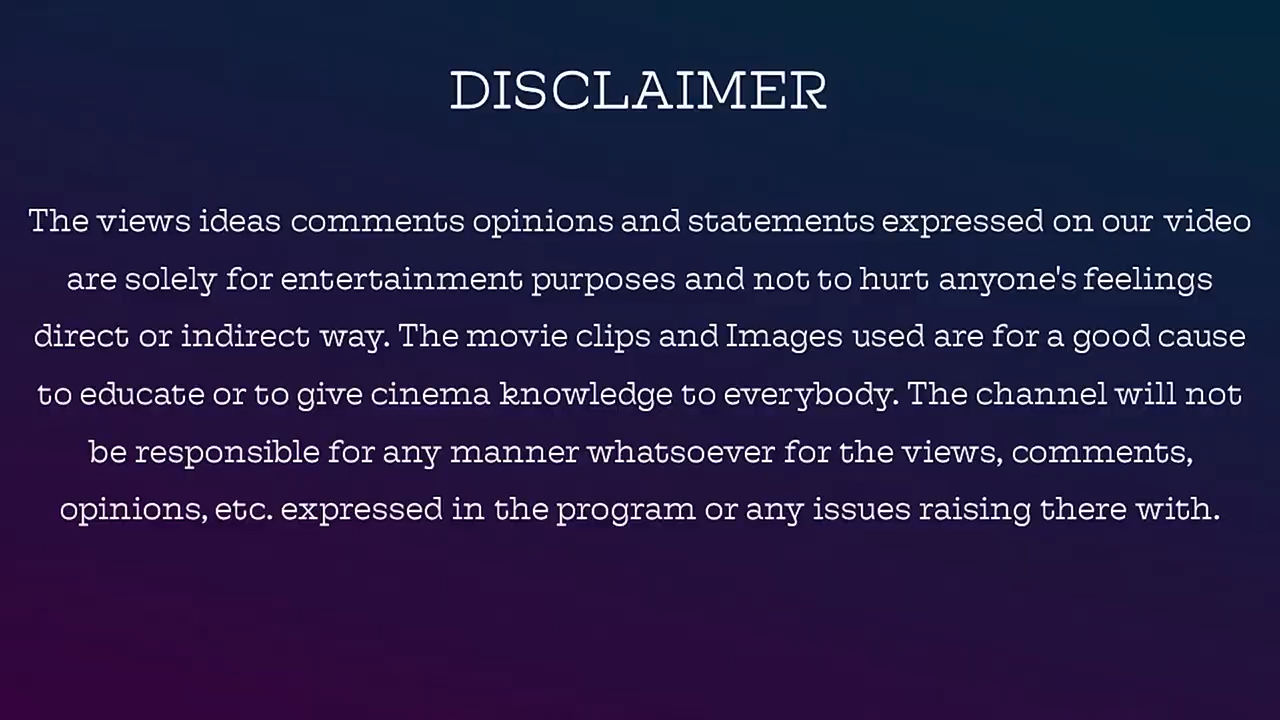 DISCLAIMER
The views ideas comments opinions and statements expressed on our video
are solely for entertainment purposes and not to hurt anyone's feelings
direct or indirect way. The movie clips and Images used are for a good cause
to educate or to give cinema knowledge to everybody. The channel will not
be responsible for any manner whatsoever for the views, comments,
opinions, etc. expressed in the program or any issues raising there with.